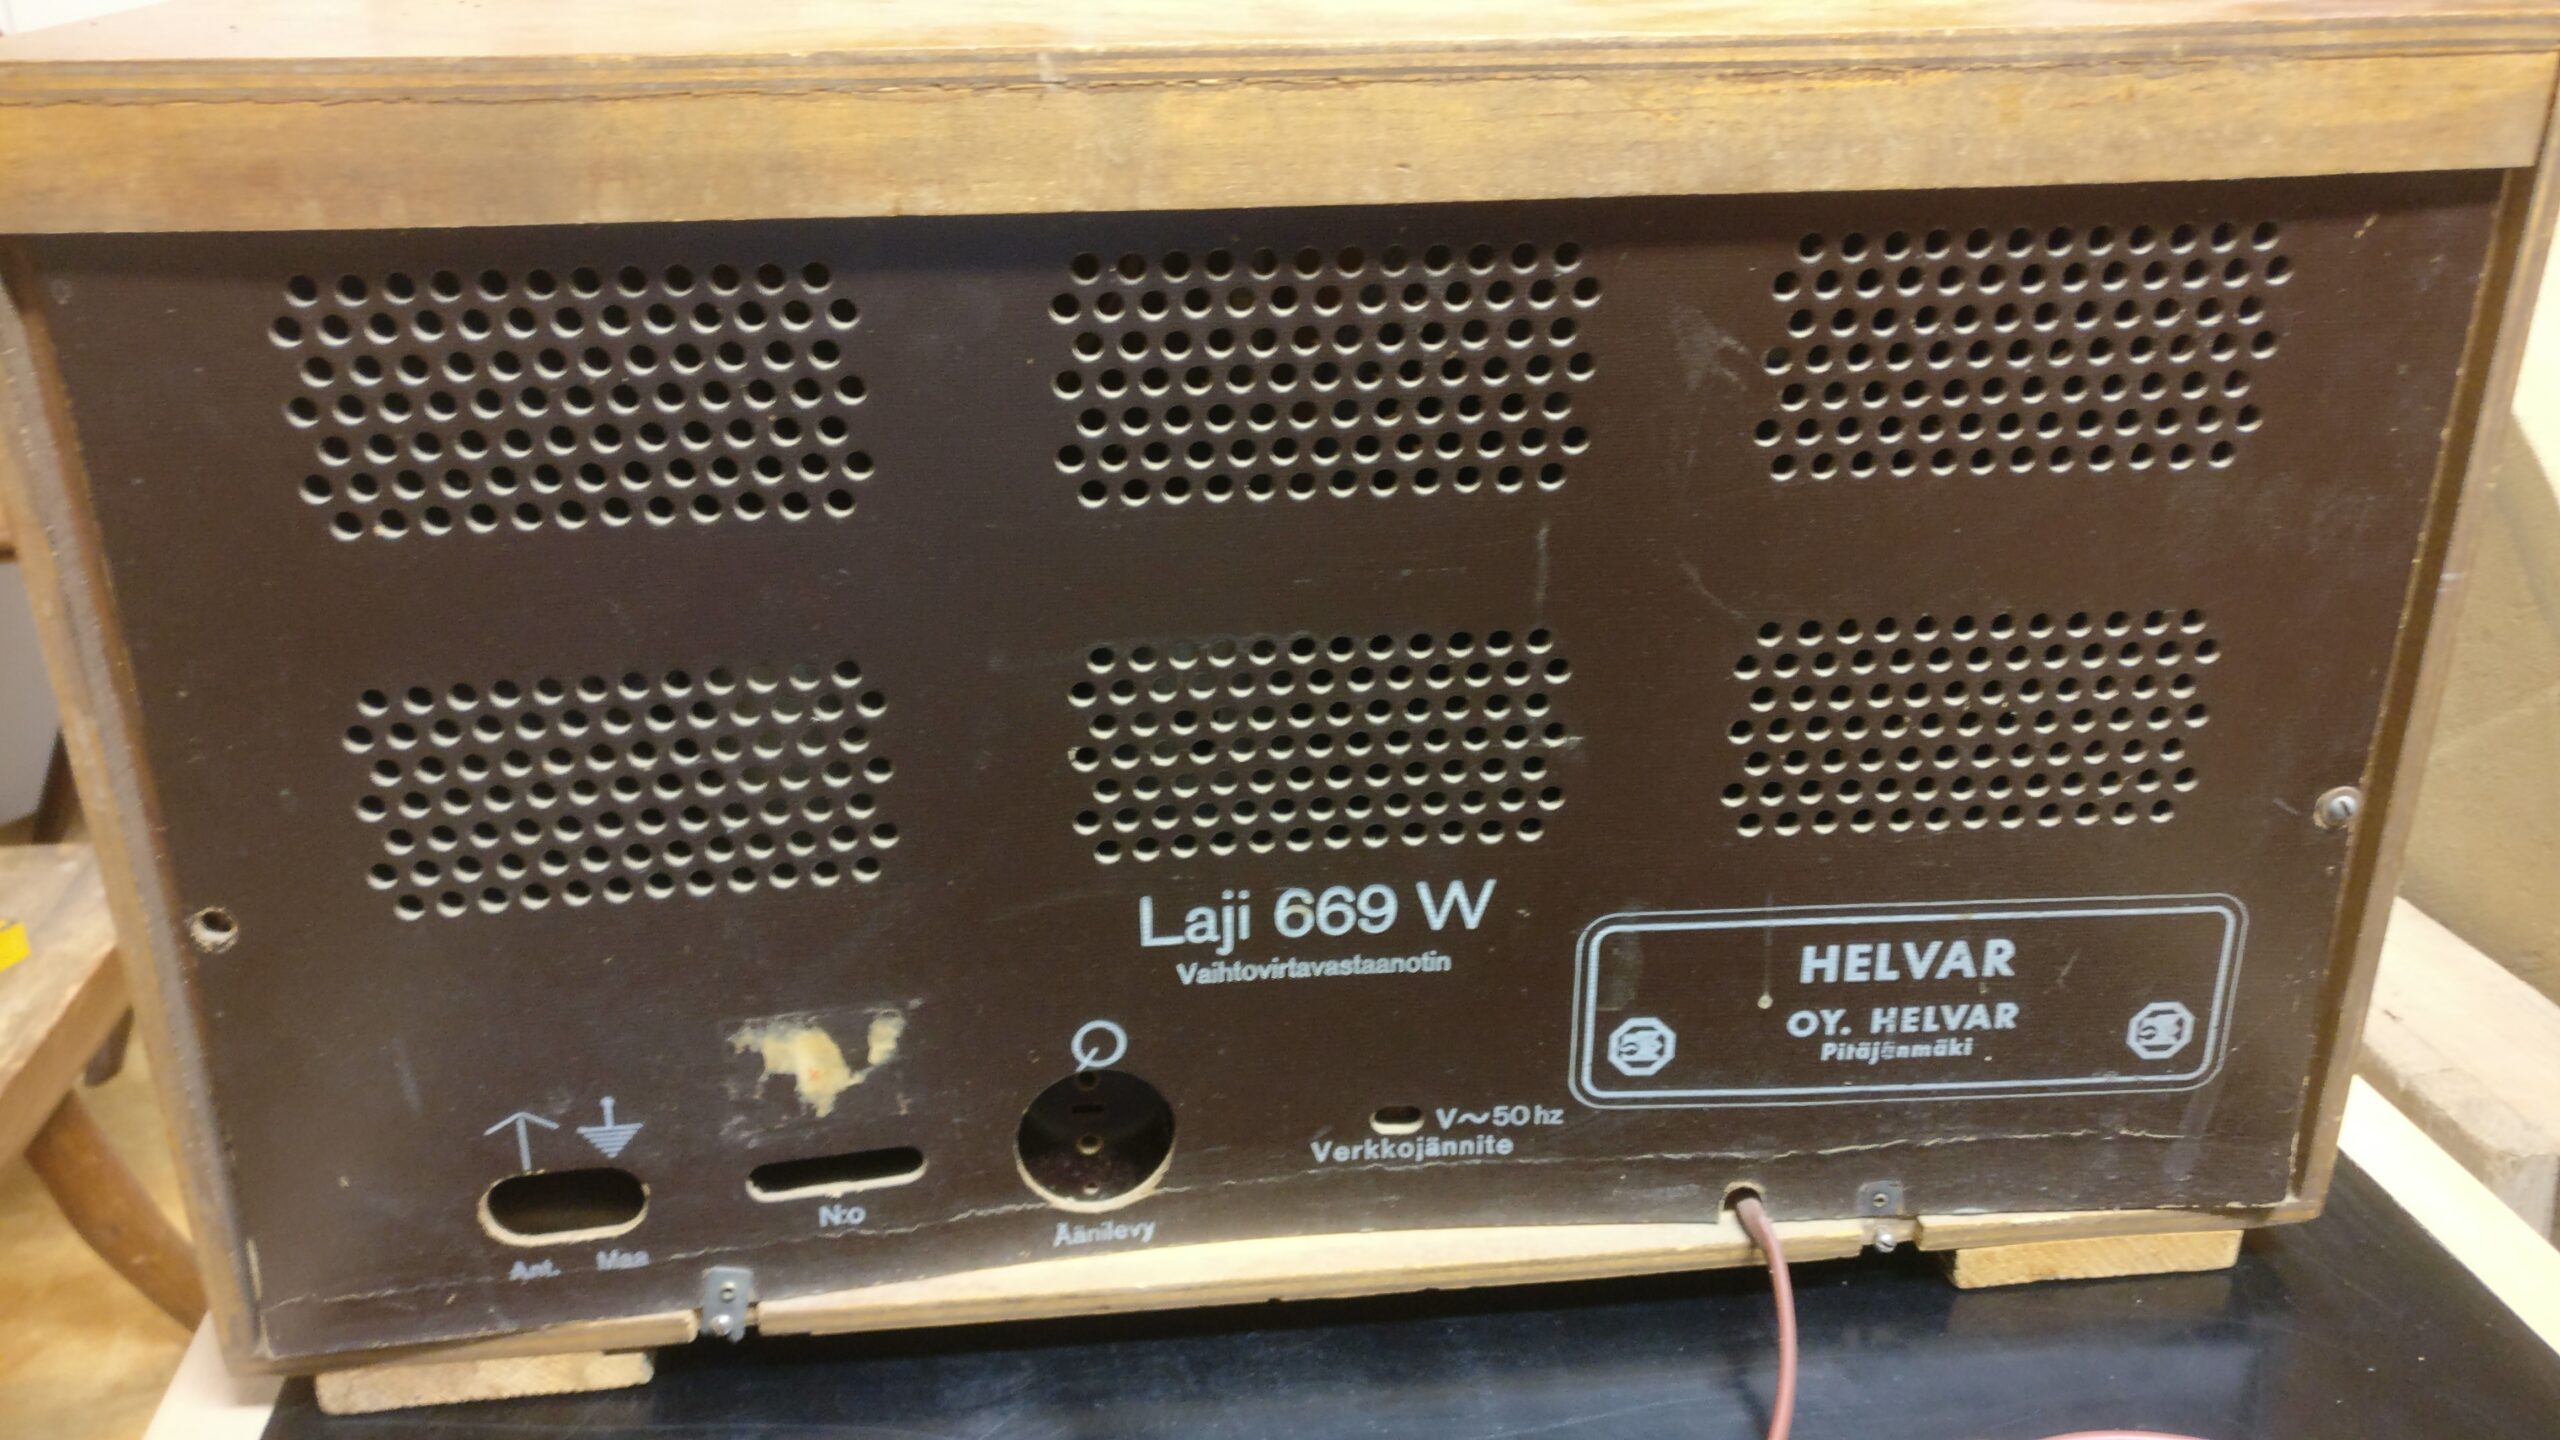 Laji 669 W
Vaihtovirtavastaanotin
HELVAR
OY. HELVAR
Pitäjänmäki
V~50 hz
Verkkojännite
N:o
Äänilevy
Ant. Maa